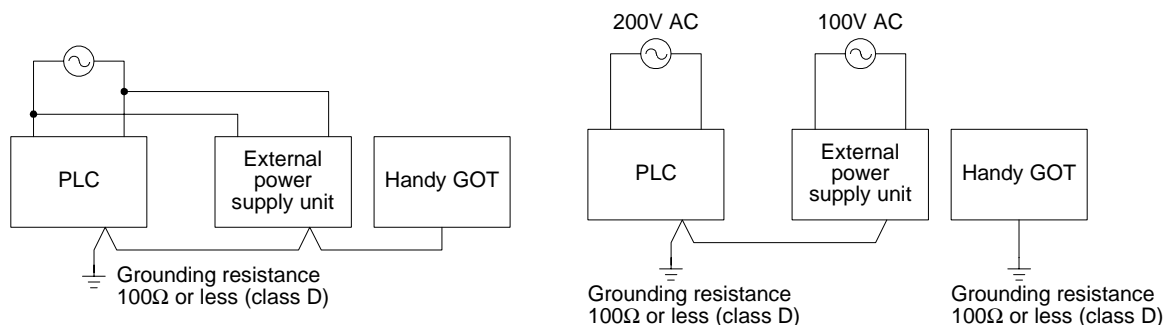 PLC
External
power
supply unit
Handy GOT
Grounding resistance
100Ω or less (class D)
200V AC
100V AC
PLC
External
power
supply unit
Handy GOT
Grounding resistance
100Ω or less (class D)
Grounding resistance
100Ω or less (class D)